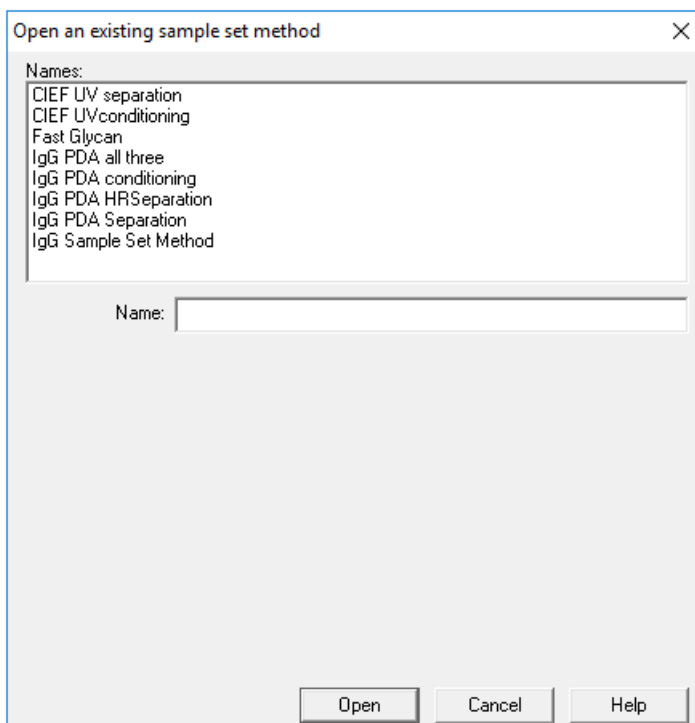 Open an existing sample set method
Names:
CIEF UV separation
CIEF UVconditioning
Fast Glycan
IgG PDA all three
IgG PDA conditioning
IgG PDA HRSeparation
IgG PDA Separation
IgG Sample Set Method
Name:
Open Cancel Help